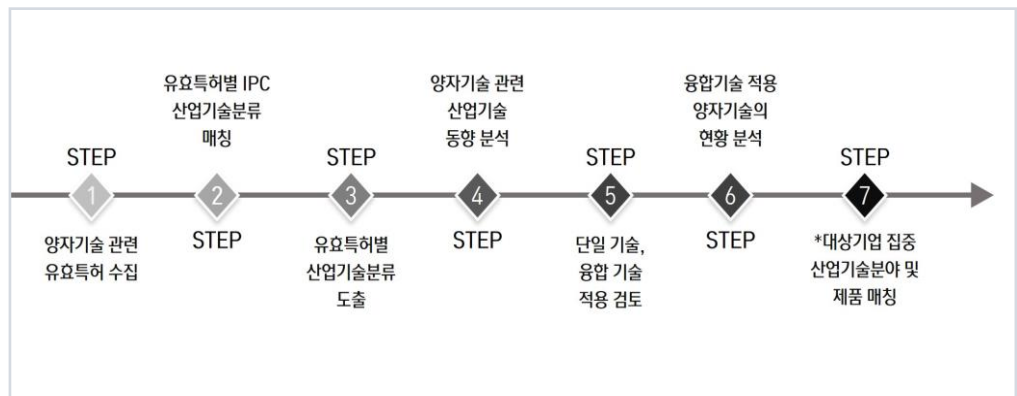 STEP
1
양자기술 관련
유효특허 수집
유효특허별 IPC
산업기술분류
매칭
2
STEP
STEP
3
유효특허별
산업기술분류
도출
양자기술 관련
산업기술
동향 분석
4
STEP
STEP
5
단일 기술,
융합 기술
적용 검토
융합기술 적용
양자기술의
현황 분석
6
STEP
STEP
7
*대상기업 집중
산업기술분야 및
제품 매칭